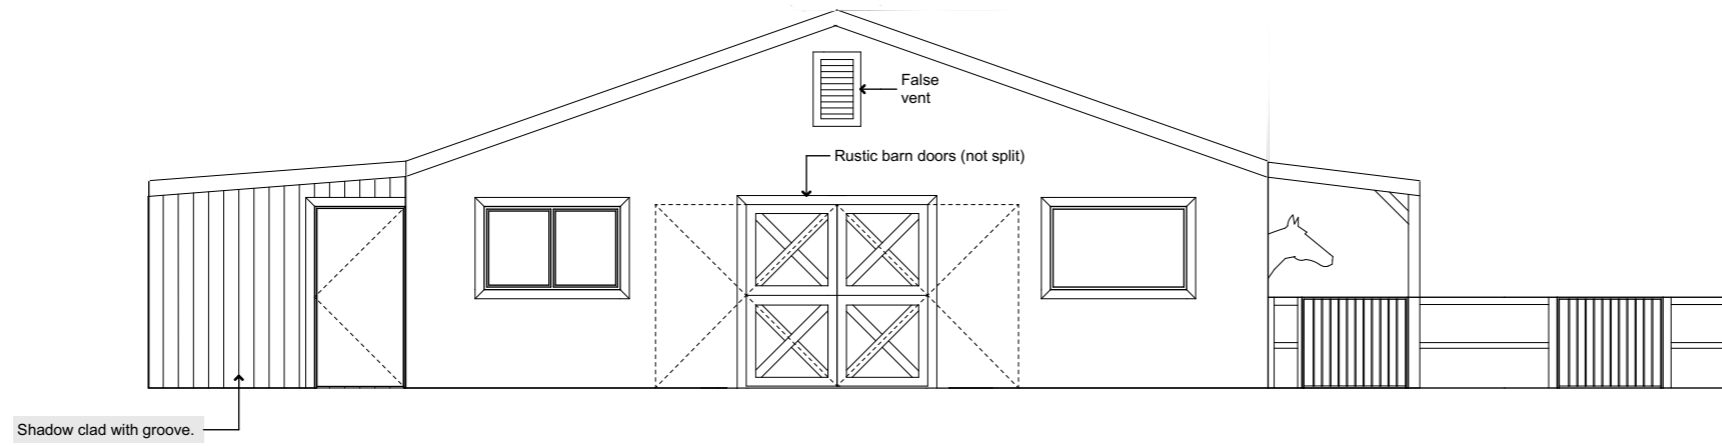 False
vent
Rustic barn doors (not split)
Shadow clad with groove.